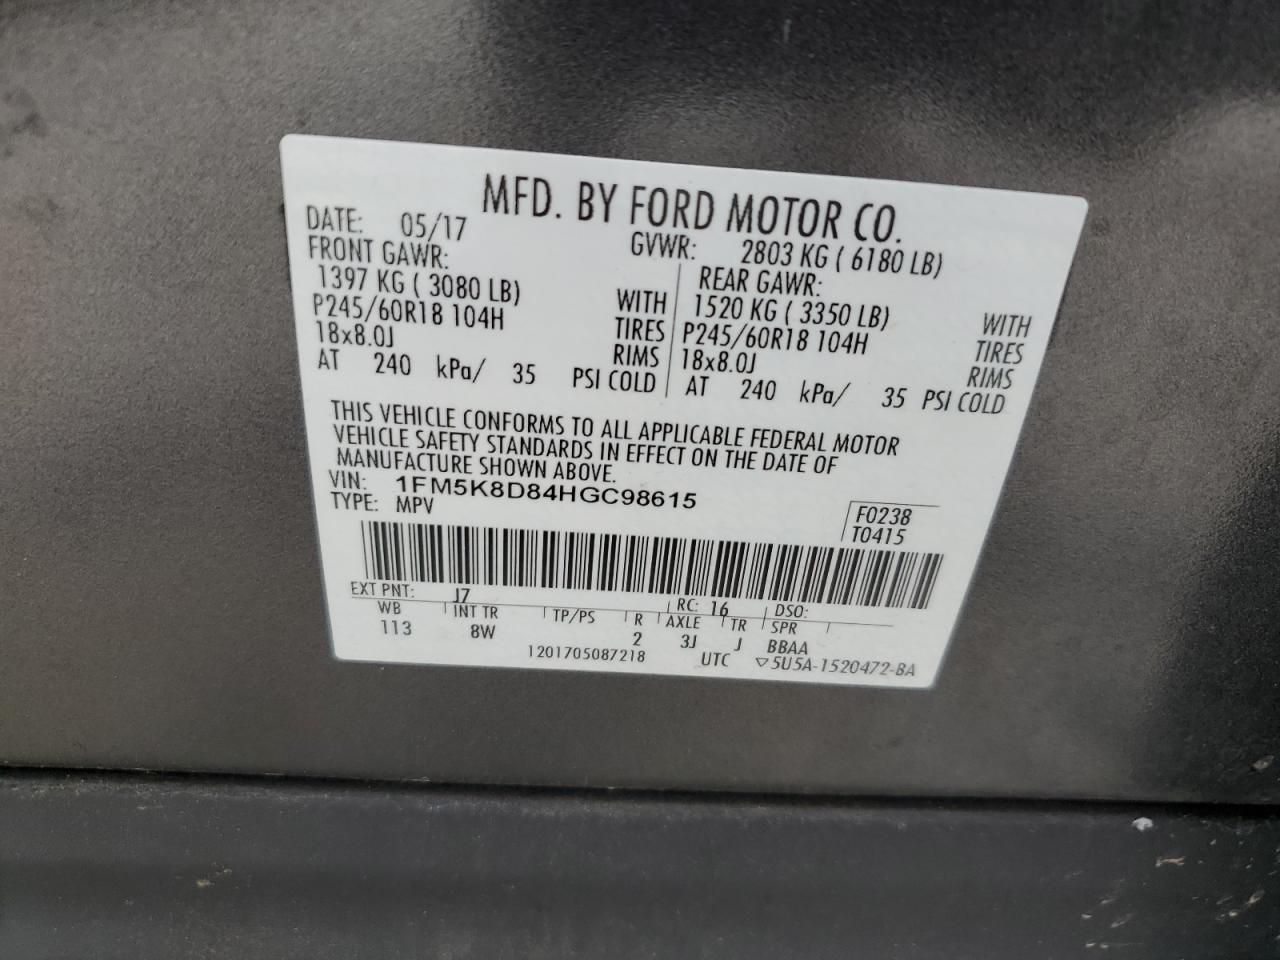 MFD. BY FORD MOTOR CO.
DATE: 05/17 GVWR: 2803 KG ( 6180 LB)
FRONT GAWR: REAR GAWR:
1397 KG ( 3080 LB) WITH 1520 KG ( 3350 LB) WITH
P245/60R18 104H TIRES P245/60R18 104H TIRES
18x8.0J RIMS 18x8.0J RIMS
AT 240 kPa/ 35 PSI COLD AT 240 kPa/ 35 PSI COLD
THIS VEHICLE CONFORMS TO ALL APPLICABLE FEDERAL MOTOR
VEHICLE SAFETY STANDARDS IN EFFECT ON THE DATE OF
MANUFACTURE SHOWN ABOVE.
VIN: 1FM5K8D84HGC98615
TYPE: MPV F0238
T0415
EXT PNT: J7 RC: 16 DSO:
WB INT TR TP/PS R AXLE TR SPR
113 8W 2 3J J BBAA
1201705087218 UTC ▽5U5A-1520472-BA